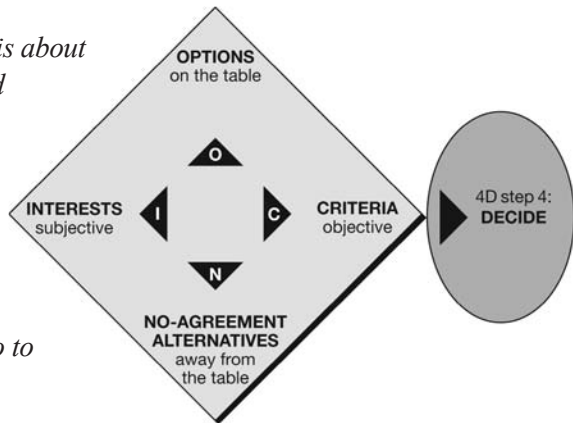 is about
OPTIONS
on the table
O
INTERESTS
subjective
I
C
CRITERIA
objective
4D step 4:
DECIDE
N
NO-AGREEMENT
ALTERNATIVES
away from
the table
to